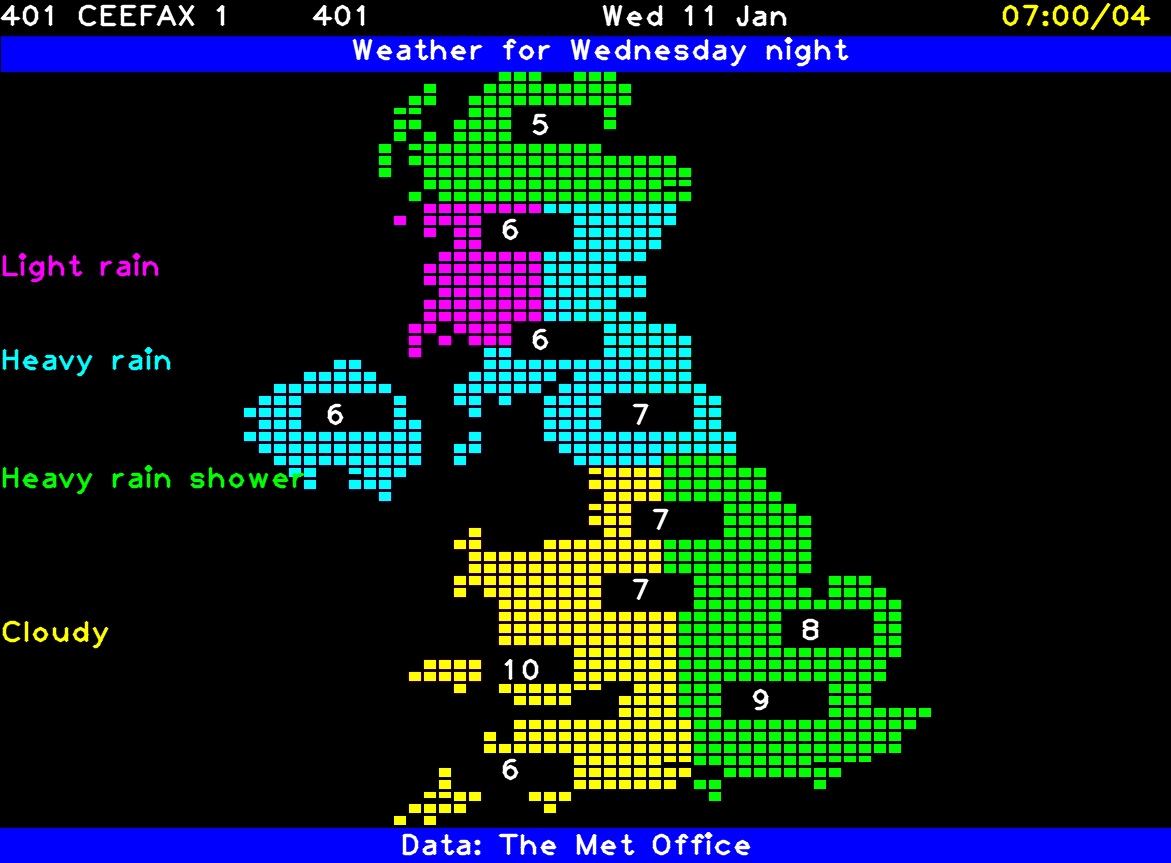 401 CEEFAX 1 401 Wed 11 Jan 07:00/04
Weather for Wednesday night
5
6
Light rain
6
Heavy rain
6 7
Heavy rain shower
7
7
Cloudy 8
10
9
6
Data: The Met Office